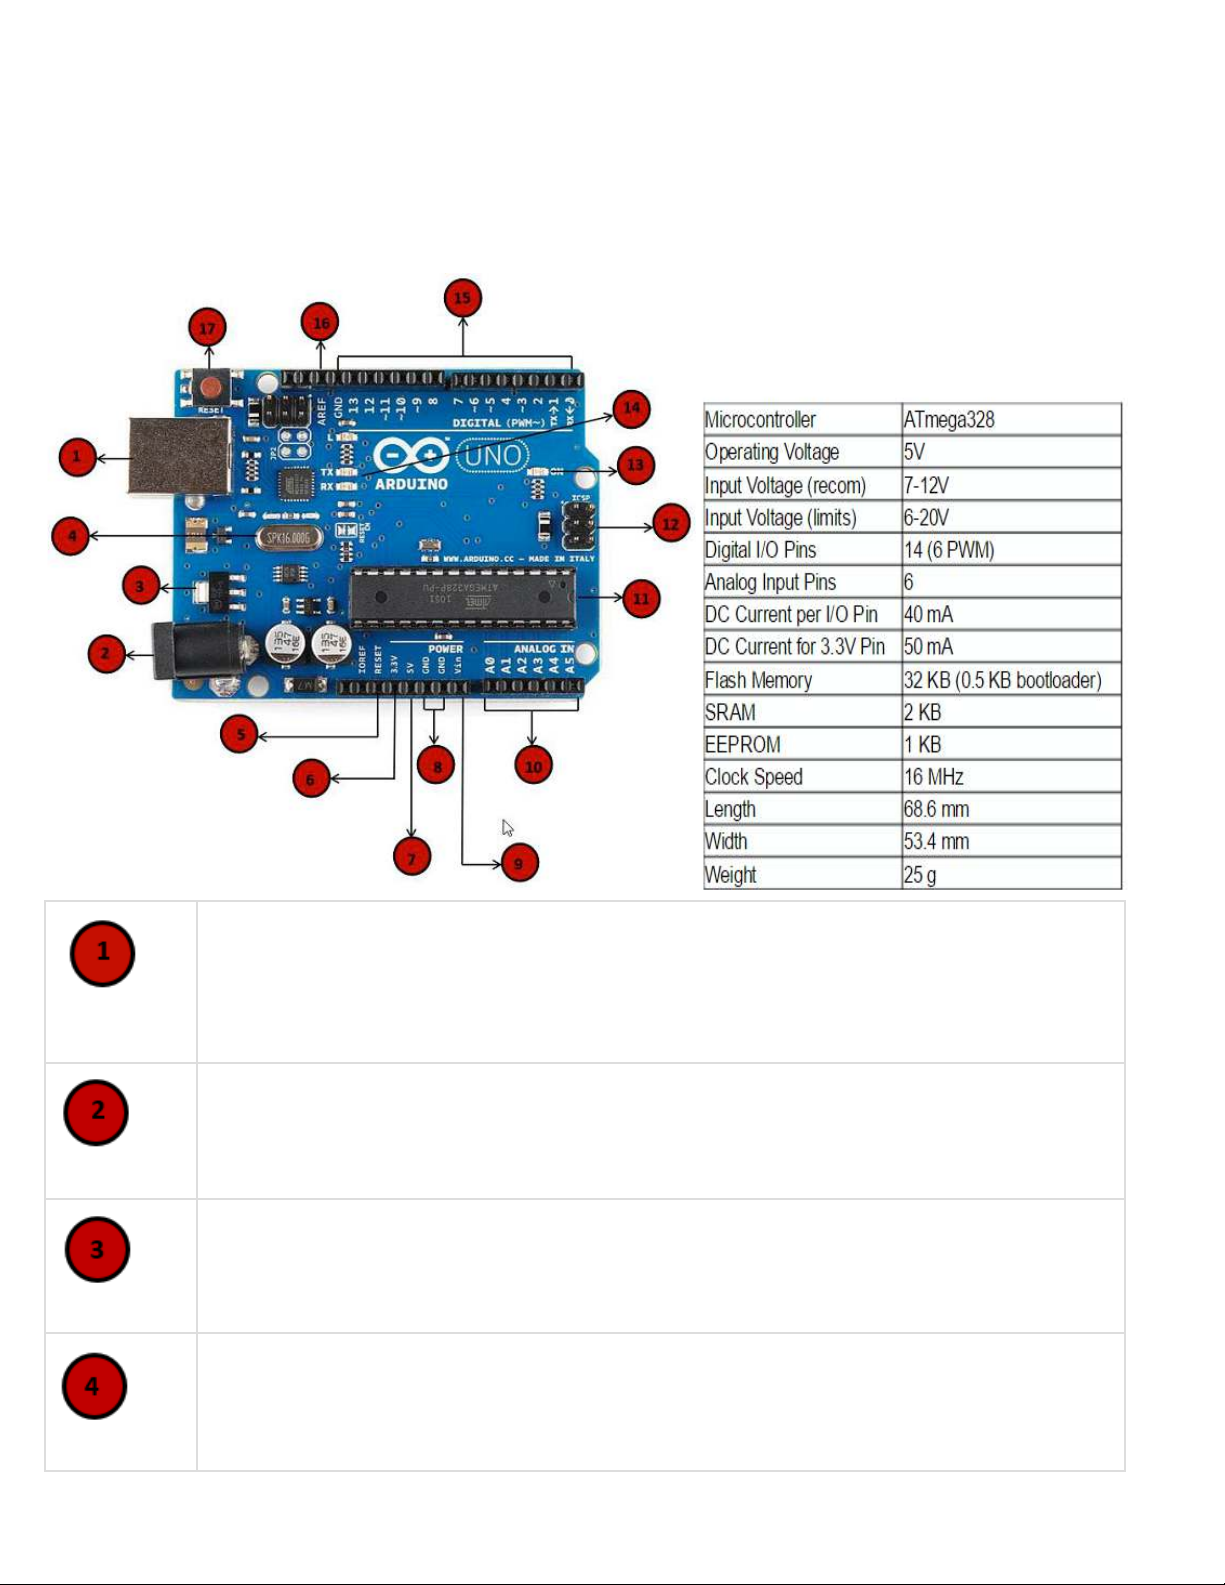 15
17
16
14
1
13
12
4
3
11
2
5
8
10
6
7
9
RESET
AREF
GND
13
12
~11
~10
~9
8
7
~6
~5
4
~3
2
TX→1
RX←0
DIGITAL (PWM~)
L
TX
RX
JP2
ARDUINO
UNO
ON
ICSP
RESET EN
SPK16.000G
WWW.ARDUINO.CC - MADE IN ITALY
ATMEGA328P-PU
POWER
ANALOG IN
IOREF
RESET
3.3V
5V
GND
GND
Vin
A0
A1
A2
A3
A4
A5
Microcontroller ATmega328
Operating Voltage 5V
Input Voltage (recom) 7-12V
Input Voltage (limits) 6-20V
Digital I/O Pins 14 (6 PWM)
Analog Input Pins 6
DC Current per I/O Pin 40 mA
DC Current for 3.3V Pin 50 mA
Flash Memory 32 KB (0.5 KB bootloader)
SRAM 2 KB
EEPROM 1 KB
Clock Speed 16 MHz
Length 68.6 mm
Width 53.4 mm
Weight 25 g
1
2
3
4